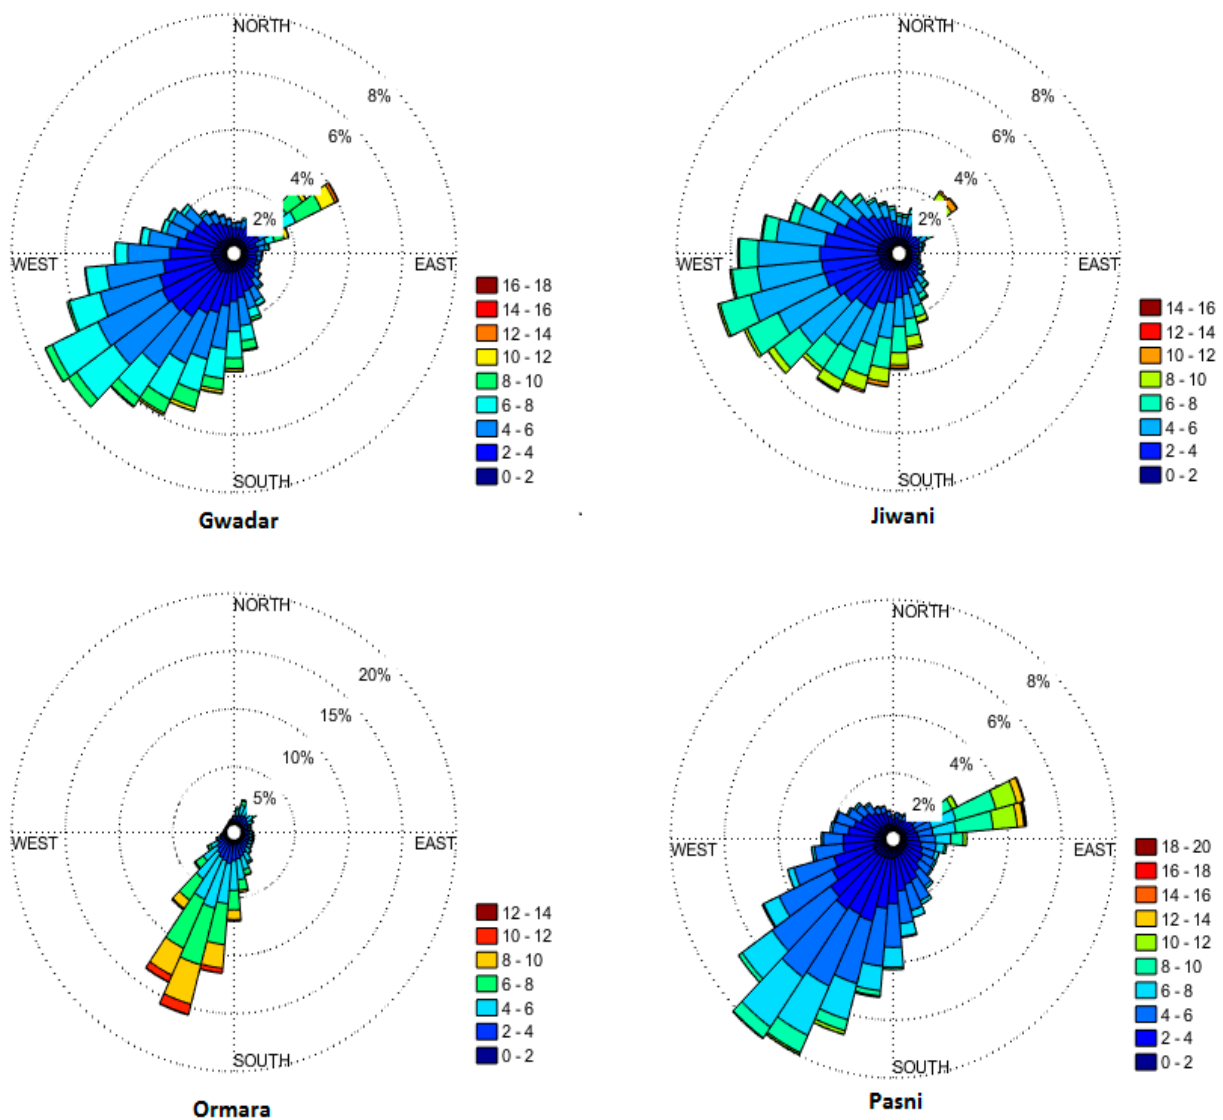 NORTH
8%
6%
4%
2%
WEST
EAST
SOUTH
16 - 18
14 - 16
12 - 14
10 - 12
8 - 10
6 - 8
4 - 6
2 - 4
0 - 2
Gwadar
NORTH
8%
6%
4%
2%
WEST
EAST
SOUTH
14 - 16
12 - 14
10 - 12
8 - 10
6 - 8
4 - 6
2 - 4
0 - 2
Jiwani
NORTH
20%
15%
10%
5%
WEST
EAST
SOUTH
12 - 14
10 - 12
8 - 10
6 - 8
4 - 6
2 - 4
0 - 2
Ormara
NORTH
8%
6%
4%
2%
WEST
EAST
SOUTH
18 - 20
16 - 18
14 - 16
12 - 14
10 - 12
8 - 10
6 - 8
4 - 6
2 - 4
0 - 2
Pasni